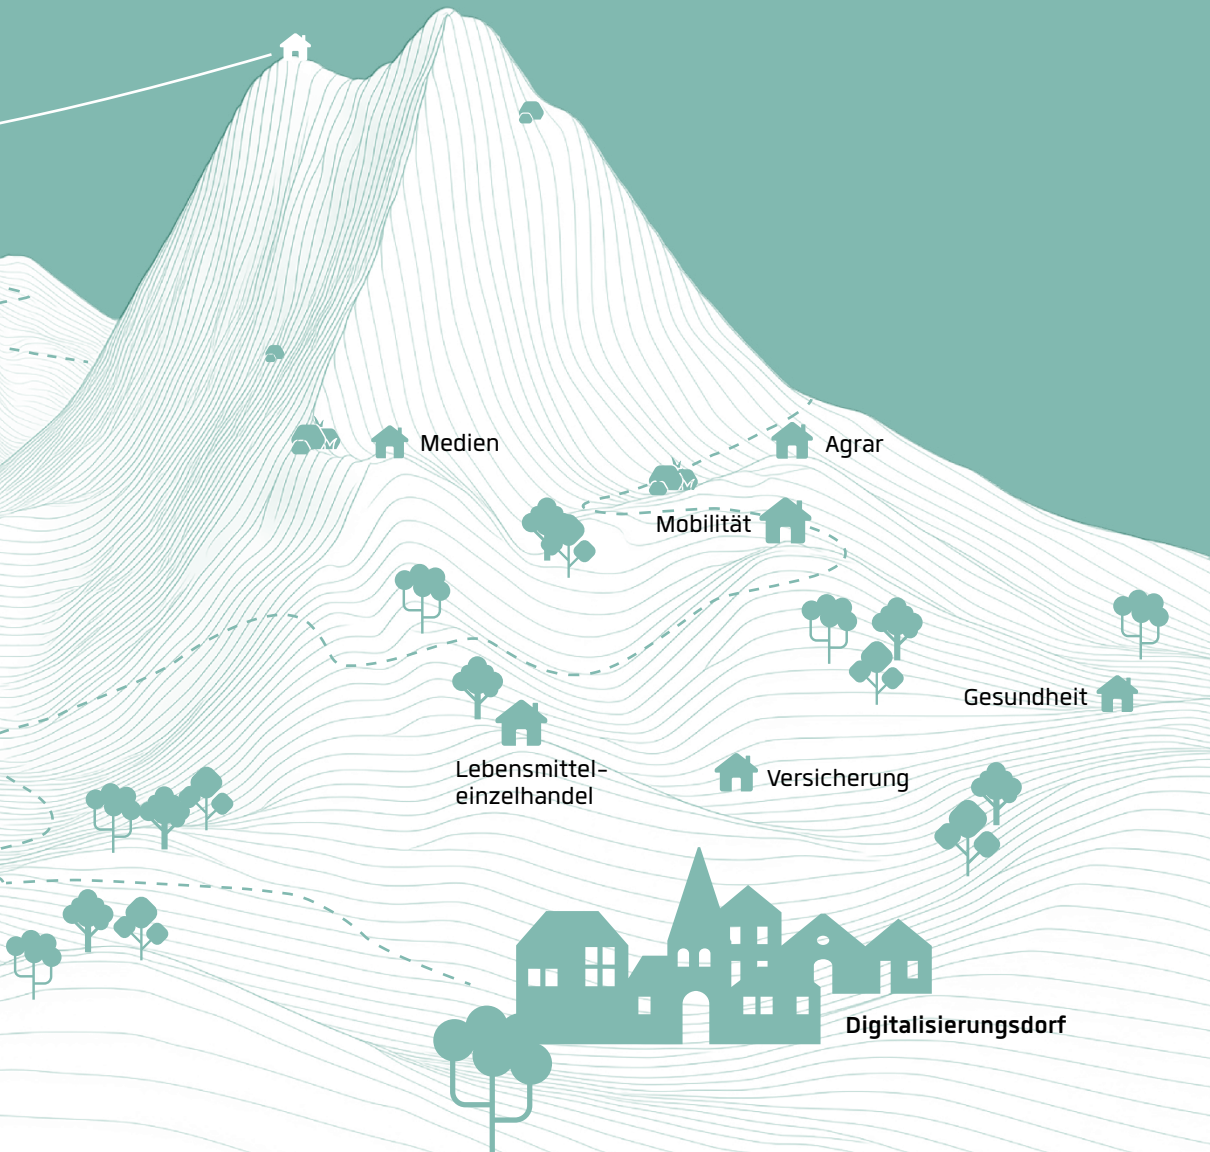 Medien
Agrar
Mobilität
Gesundheit
Lebensmittel-
einzelhandel
Versicherung
Digitalisierungsdorf